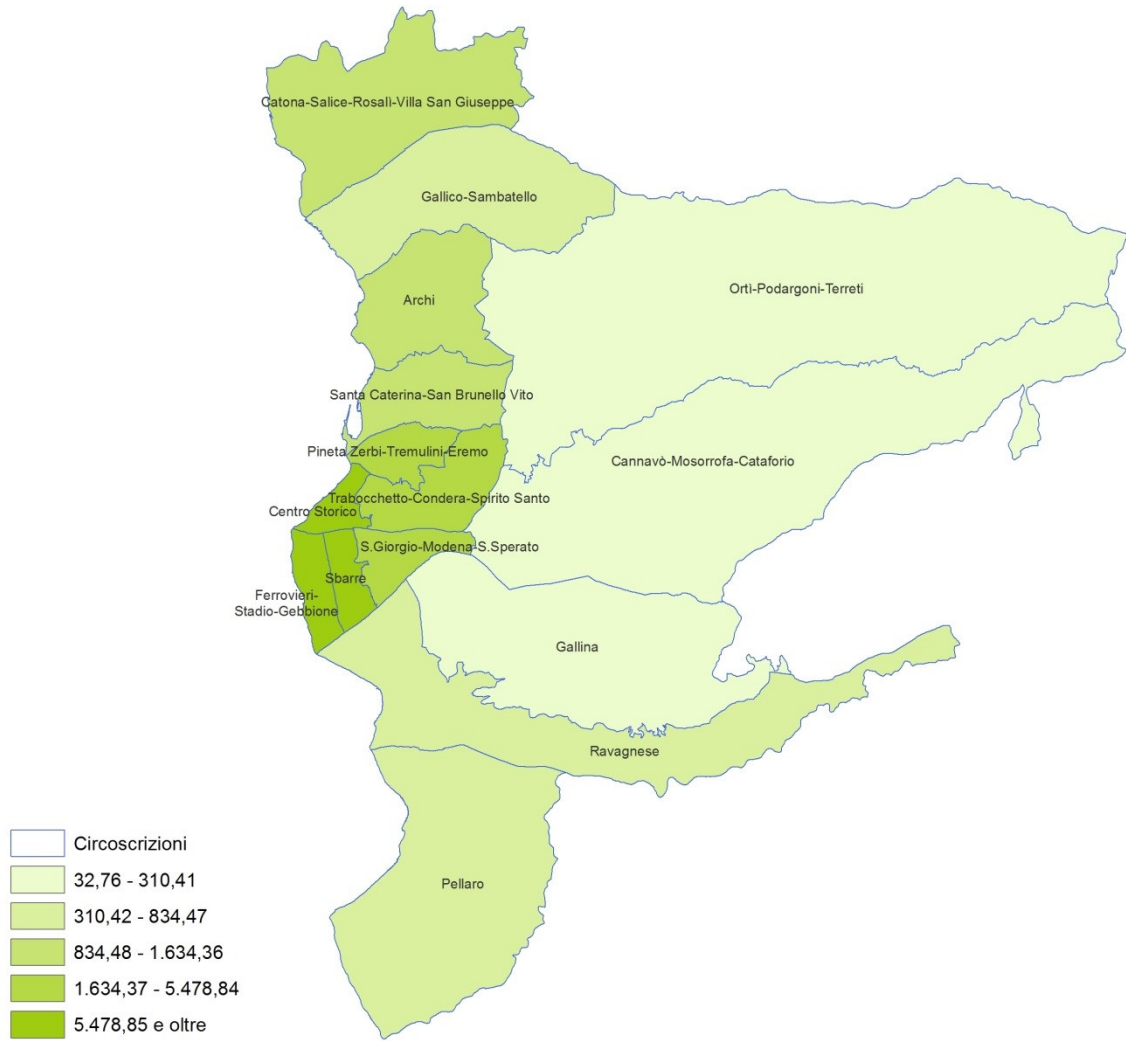 Catona-Salice-Rosalì-Villa San Giuseppe
Gallico-Sambatello
Ortì-Podargoni-Terreti
Archi
Santa Caterina-San Brunello Vito
Pineta Zerbi-Tremulini-Eremo
Cannavò-Mosorrofa-Cataforio
Trabocchetto-Condera-Spirito Santo
Centro Storico
S.Giorgio-Modena-S.Sperato
Sbarre
Ferrovieri-
Stadio-Gebbione
Gallina
Ravagnese
Pellaro
Circoscrizioni
32,76 - 310,41
310,42 - 834,47
834,48 - 1.634,36
1.634,37 - 5.478,84
5.478,85 e oltre